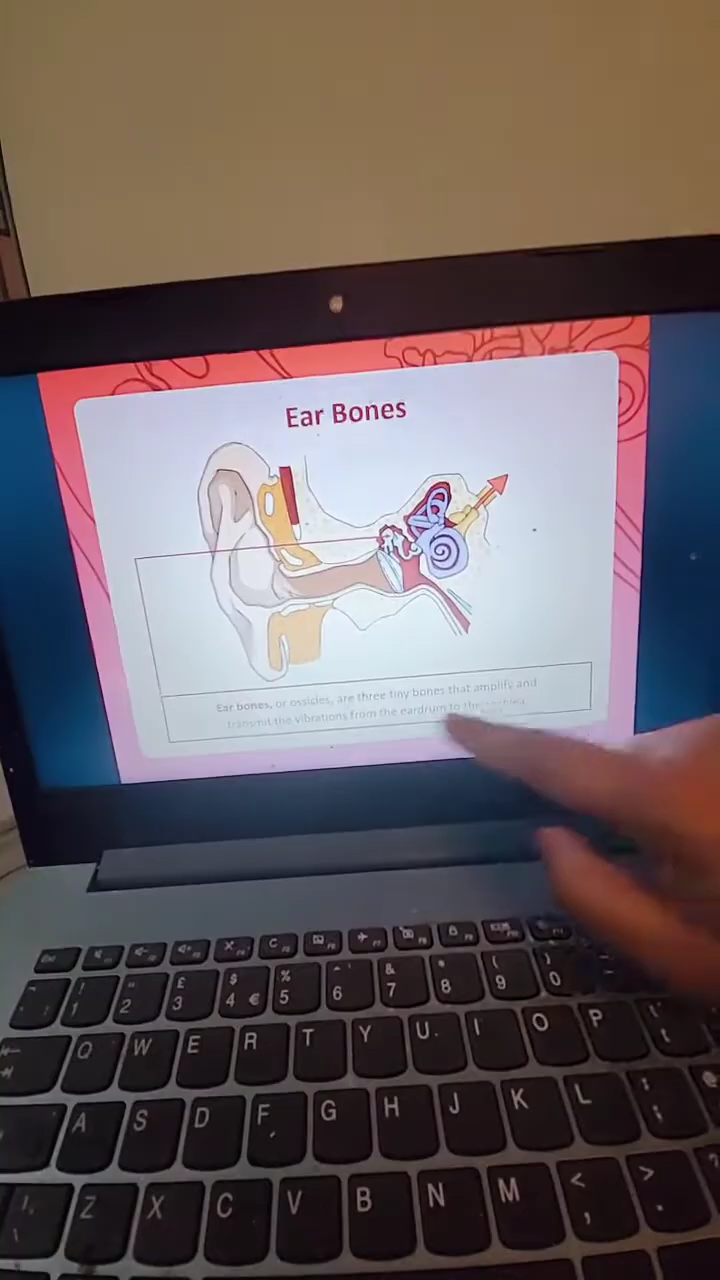 Ear Bones
Ear bones, or ossicles, are three tiny bones that amplify and
transmit the vibrations from the eardrum to the
! " £ $ % ^ & * ( )
1 2 3 4 € 5 6 7 8 9 0
Q W E R T Y U I O P
A S D F G H J K L
Z X C V B N M < >